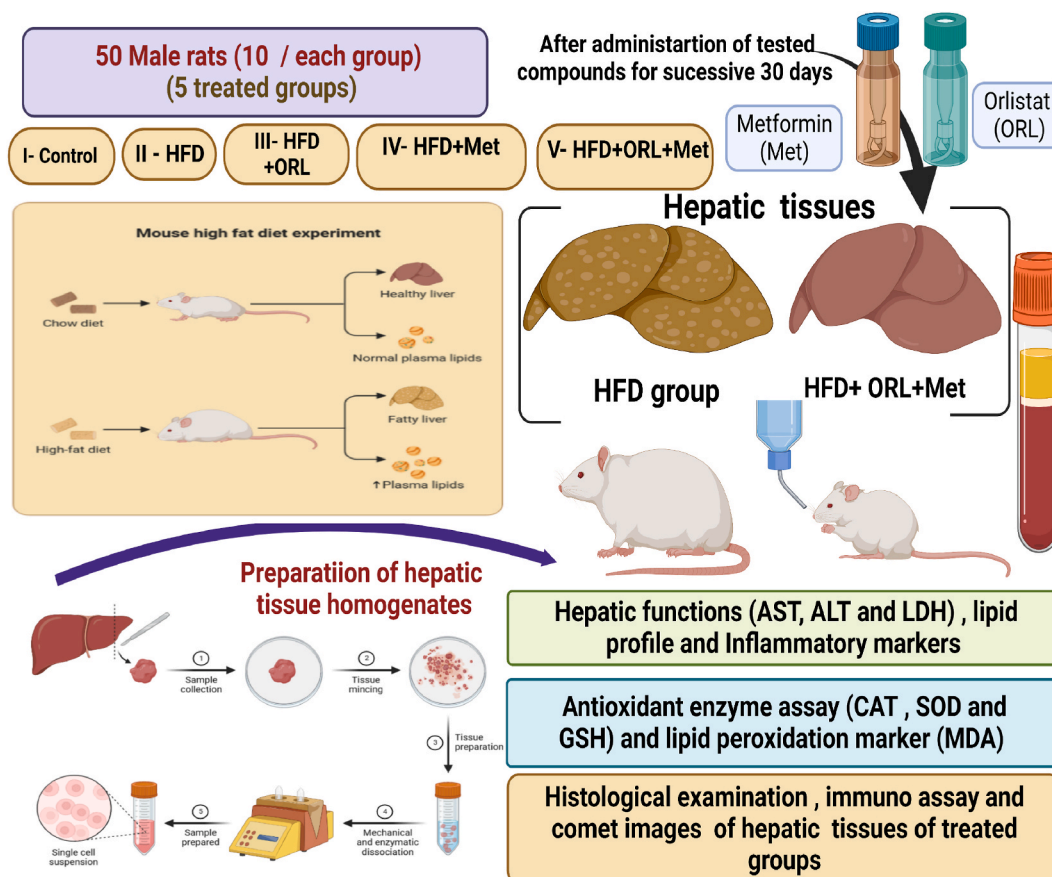 50 Male rats (10 / each group)
(5 treated groups)
After administartion of tested
compounds for sucessive 30 days
Metformin
(Met)
Orlistat
(ORL)
I- Control
II - HFD
III- HFD
+ORL
IV- HFD+Met
V- HFD+ORL+Met
Mouse high fat diet experiment
Chow diet
Healthy liver
Normal plasma lipids
High-fat diet
Fatty liver
↑Plasma lipids
Hepatic tissues
HFD group
HFD+ ORL+Met
Preparatiion of hepatic
tissue homogenates
1
Sample
collection
2
Tissue
mincing
3
Tissue
preparation
4
Mechanical
and enzymatic
dissociation
5
Sample
prepared
Single cell
suspension
Hepatic functions (AST, ALT and LDH) , lipid
profile and Inflammatory markers
Antioxidant enzyme assay (CAT , SOD and
GSH) and lipid peroxidation marker (MDA)
Histological examination , immuno assay and
comet images of hepatic tissues of treated
groups